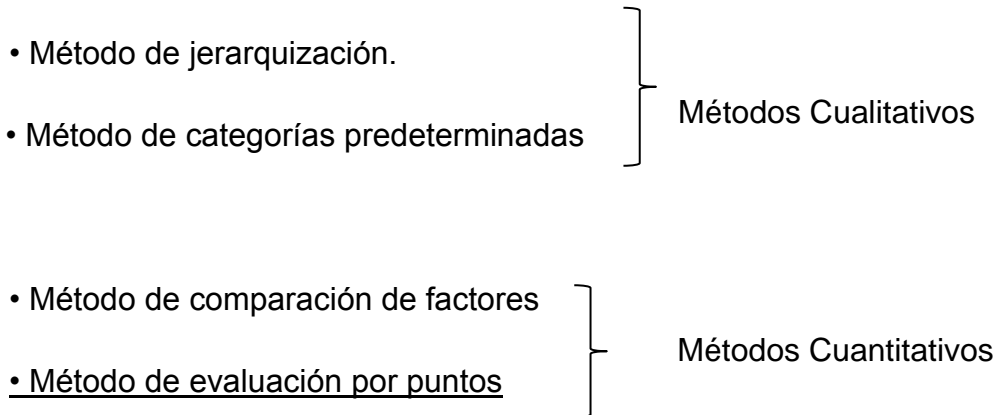 • Método de jerarquización.
• Método de categorías predeterminadas
Métodos Cualitativos
• Método de comparación de factores
• Método de evaluación por puntos
Métodos Cuantitativos